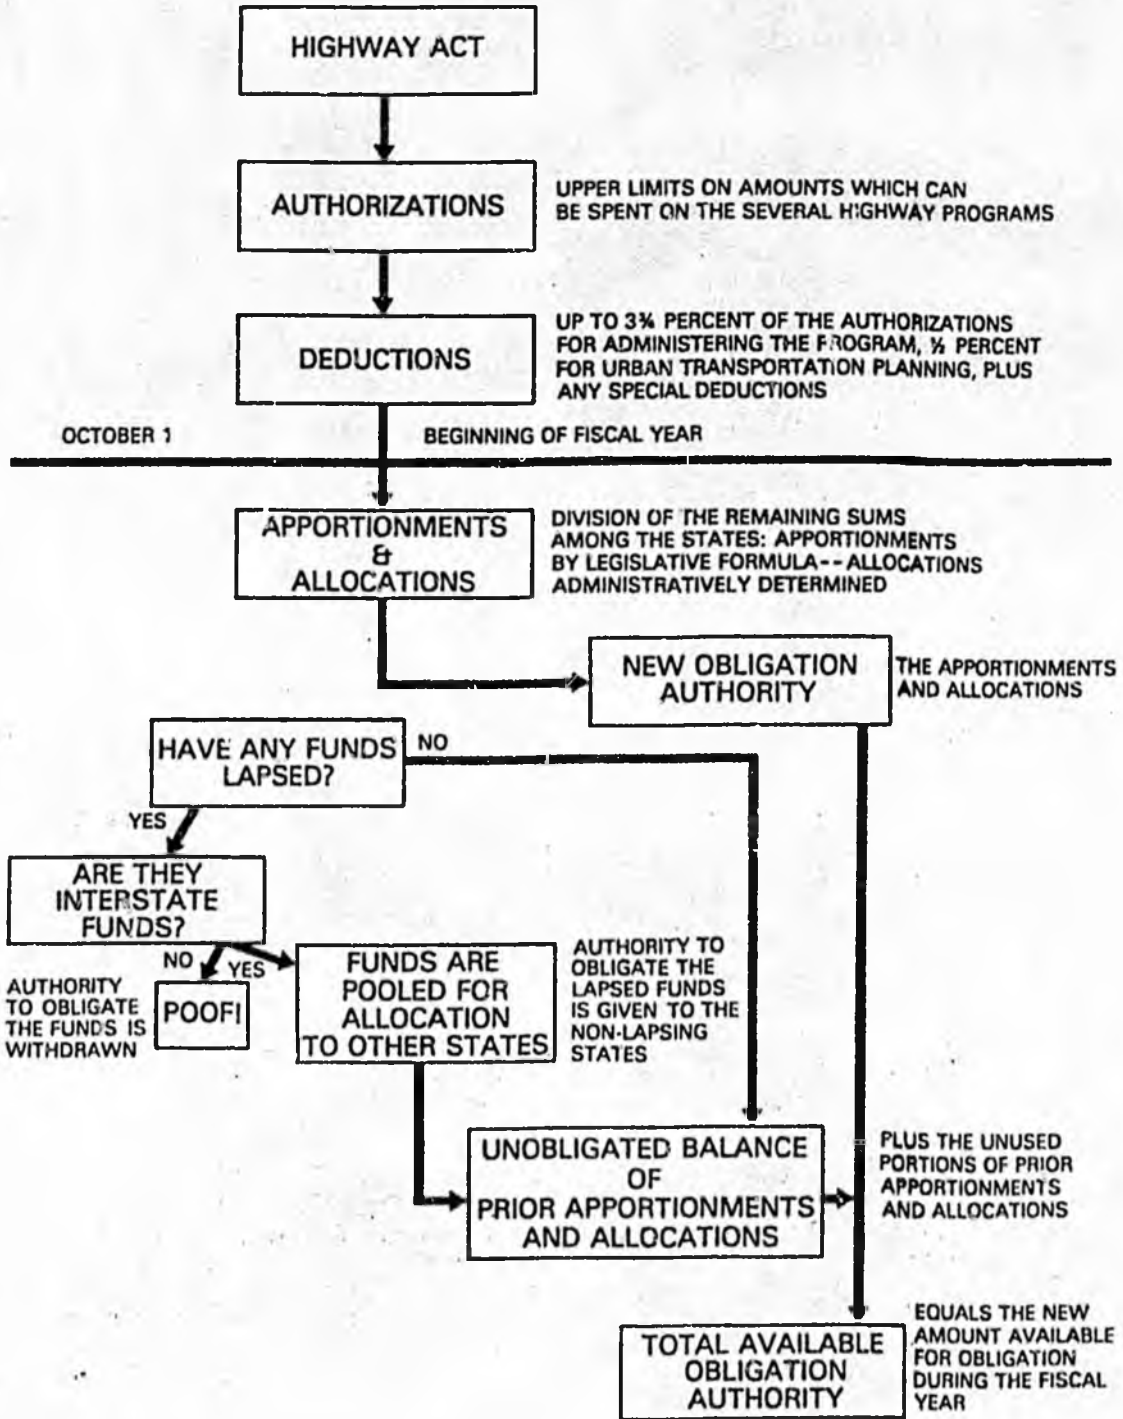 HIGHWAY ACT
AUTHORIZATIONS
UPPER LIMITS ON AMOUNTS WHICH CAN
BE SPENT ON THE SEVERAL HIGHWAY PROGRAMS
DEDUCTIONS
UP TO 3¾ PERCENT OF THE AUTHORIZATIONS
FOR ADMINISTERING THE PROGRAM, ½ PERCENT
FOR URBAN TRANSPORTATION PLANNING, PLUS
ANY SPECIAL DEDUCTIONS
OCTOBER 1
BEGINNING OF FISCAL YEAR
APPORTIONMENTS
&
ALLOCATIONS
DIVISION OF THE REMAINING SUMS
AMONG THE STATES: APPORTIONMENTS
BY LEGISLATIVE FORMULA--ALLOCATIONS
ADMINISTRATIVELY DETERMINED
NEW OBLIGATION
AUTHORITY
THE APPORTIONMENTS
AND ALLOCATIONS
HAVE ANY FUNDS
LAPSED?
NO
YES
ARE THEY
INTERSTATE
FUNDS?
NO
YES
AUTHORITY
TO OBLIGATE
THE FUNDS IS
WITHDRAWN
POOF!
FUNDS ARE
POOLED FOR
ALLOCATION
TO OTHER STATES
AUTHORITY TO
OBLIGATE THE
LAPSED FUNDS
IS GIVEN TO THE
NON-LAPSING
STATES
UNOBLIGATED BALANCE
OF
PRIOR APPORTIONMENTS
AND ALLOCATIONS
PLUS THE UNUSED
PORTIONS OF PRIOR
APPORTIONMENTS
AND ALLOCATIONS
TOTAL AVAILABLE
OBLIGATION
AUTHORITY
EQUALS THE NEW
AMOUNT AVAILABLE
FOR OBLIGATION
DURING THE FISCAL
YEAR